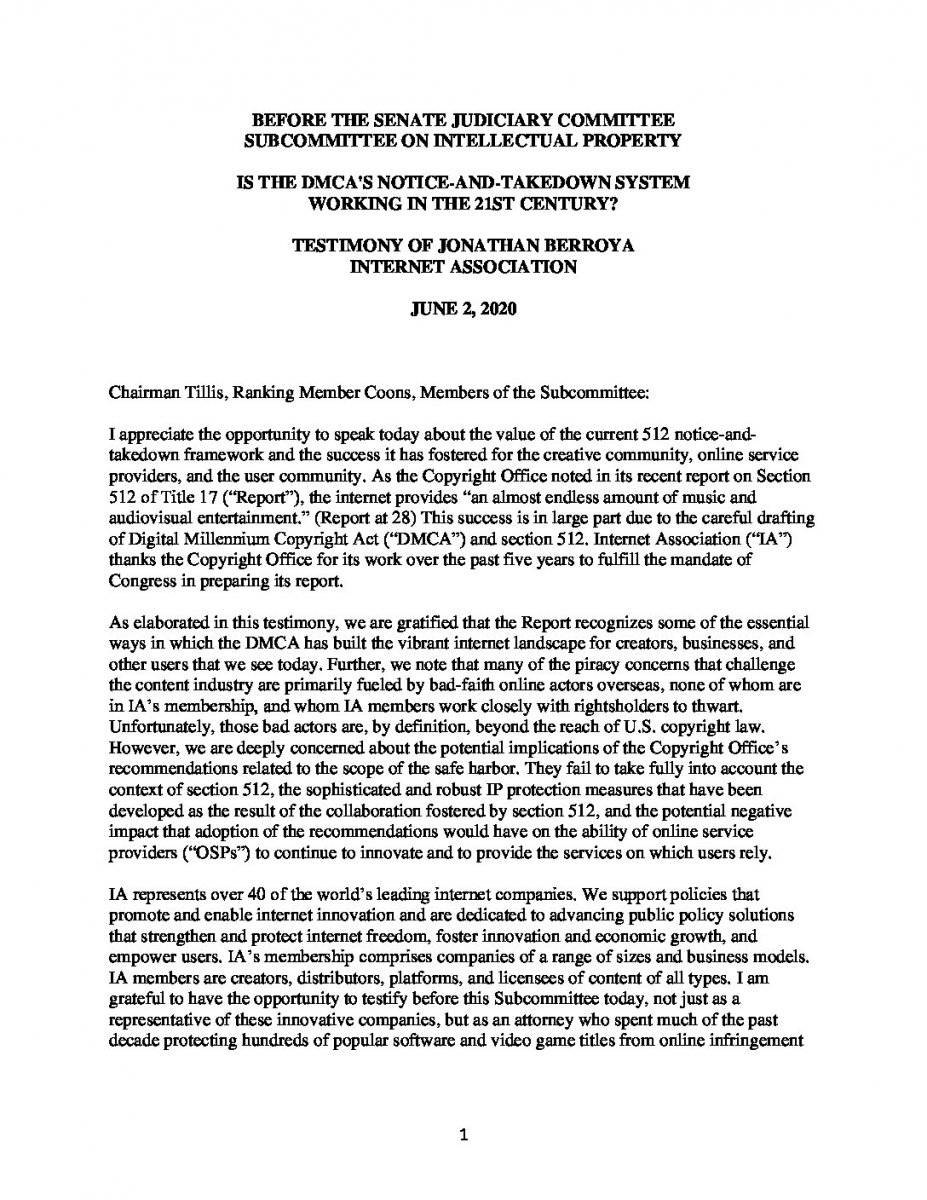 BEFORE THE SENATE JUDICIARY COMMITTEE
SUBCOMMITTEE ON INTELLECTUAL PROPERTY
IS THE DMCA'S NOTICE-AND-TAKEDOWN SYSTEM
WORKING IN THE 21ST CENTURY?
TESTIMONY OF JONATHAN BERROYA
INTERNET ASSOCIATION
JUNE 2, 2020
Chairman Tillis, Ranking Member Coons, Members of the Subcommittee:
I appreciate the opportunity to speak today about the value of the current 512 notice-and-
takedown framework and the success it has fostered for the creative community, online service
providers, and the user community. As the Copyright Office noted in its recent report on Section
512 of Title 17 (“Report”), the internet provides “an almost endless amount of music and
audiovisual entertainment.” (Report at 28) This success is in large part due to the careful drafting
of Digital Millennium Copyright Act (“DMCA”) and section 512. Internet Association (“IA”)
thanks the Copyright Office for its work over the past five years to fulfill the mandate of
Congress in preparing its report.
As elaborated in this testimony, we are gratified that the Report recognizes some of the essential
ways in which the DMCA has built the vibrant internet landscape for creators, businesses, and
other users that we see today. Further, we note that many of the piracy concerns that challenge
the content industry are primarily fueled by bad-faith online actors overseas, none of whom are
in IA’s membership, and whom IA members work closely with rightsholders to thwart.
Unfortunately, those bad actors are, by definition, beyond the reach of U.S. copyright law.
However, we are deeply concerned about the potential implications of the Copyright Office’s
recommendations related to the scope of the safe harbor. They fail to take fully into account the
context of section 512, the sophisticated and robust IP protection measures that have been
developed as the result of the collaboration fostered by section 512, and the potential negative
impact that adoption of the recommendations would have on the ability of online service
providers (“OSPs”) to continue to innovate and to provide the services on which users rely.
IA represents over 40 of the world’s leading internet companies. We support policies that
promote and enable internet innovation and are dedicated to advancing public policy solutions
that strengthen and protect internet freedom, foster innovation and economic growth, and
empower users. IA’s membership comprises companies of a range of sizes and business models.
IA members are creators, distributors, platforms, and licensees of content of all types. I am
grateful to have the opportunity to testify before this Subcommittee today, not just as a
representative of these innovative companies, but as an attorney who spent much of the past
decade protecting hundreds of popular software and video game titles from online infringement
1